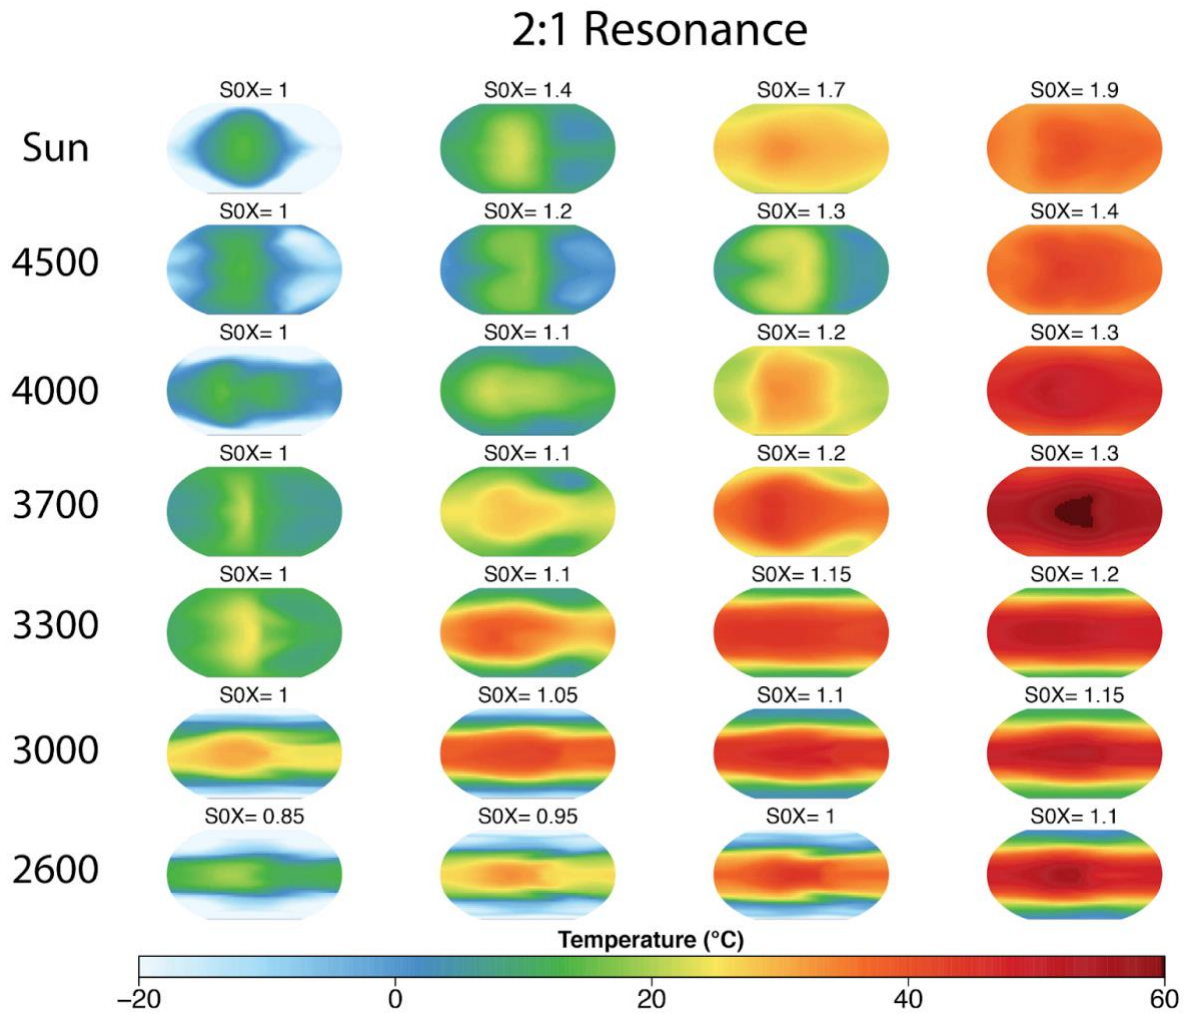 2:1 Resonance
S0X= 1 S0X= 1.4 S0X= 1.7 S0X= 1.9
Sun
S0X= 1 S0X= 1.2 S0X= 1.3 S0X= 1.4
4500
S0X= 1 S0X= 1.1 S0X= 1.2 S0X= 1.3
4000
S0X= 1 S0X= 1.1 S0X= 1.2 S0X= 1.3
3700
S0X= 1 S0X= 1.1 S0X= 1.15 S0X= 1.2
3300
S0X= 1 S0X= 1.05 S0X= 1.1 S0X= 1.15
3000
S0X= 0.85 S0X= 0.95 S0X= 1 S0X= 1.1
2600
Temperature (°C)
−20 0 20 40 60